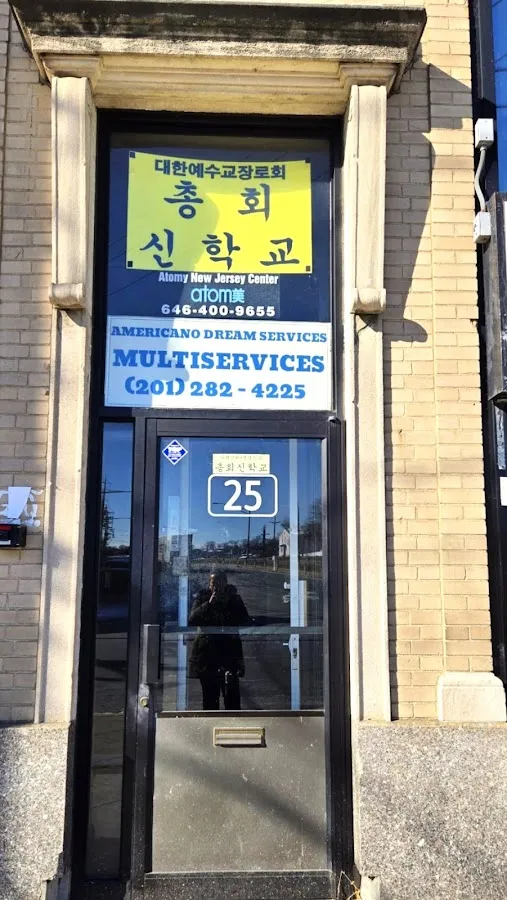 대한예수교장로회
총 회
신 학 교
Atomy New Jersey Center
atom美
646-400-9655
AMERICANO DREAM SERVICES
MULTISERVICES
(201) 282 - 4225
총회신학교
25